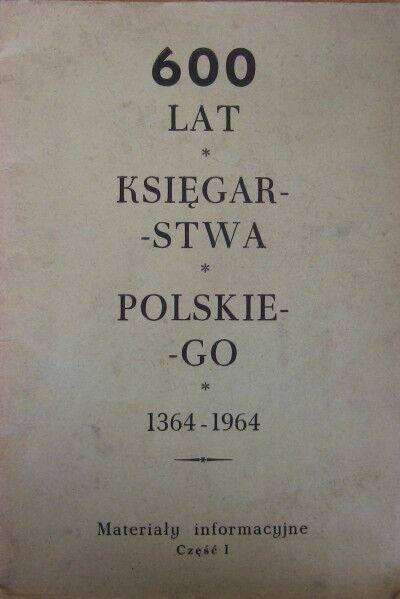 600
LAT
*
KSIĘGAR-
-STWA
*
POLSKIE-
-GO
*
1364-1964
Materiały informacyjne
Część I